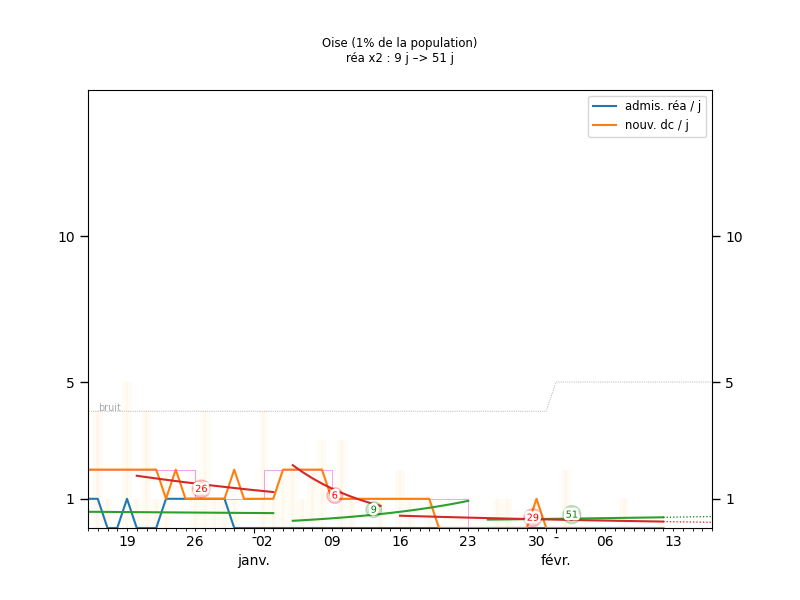 Oise (1% de la population)
réa x2 : 9 j –> 51 j
admis. réa / j
nouv. dc / j
10
10
5
5
bruit
26
6
9
29
51
1
1
19
26
02
09
16
23
30
06
13
janv.
févr.